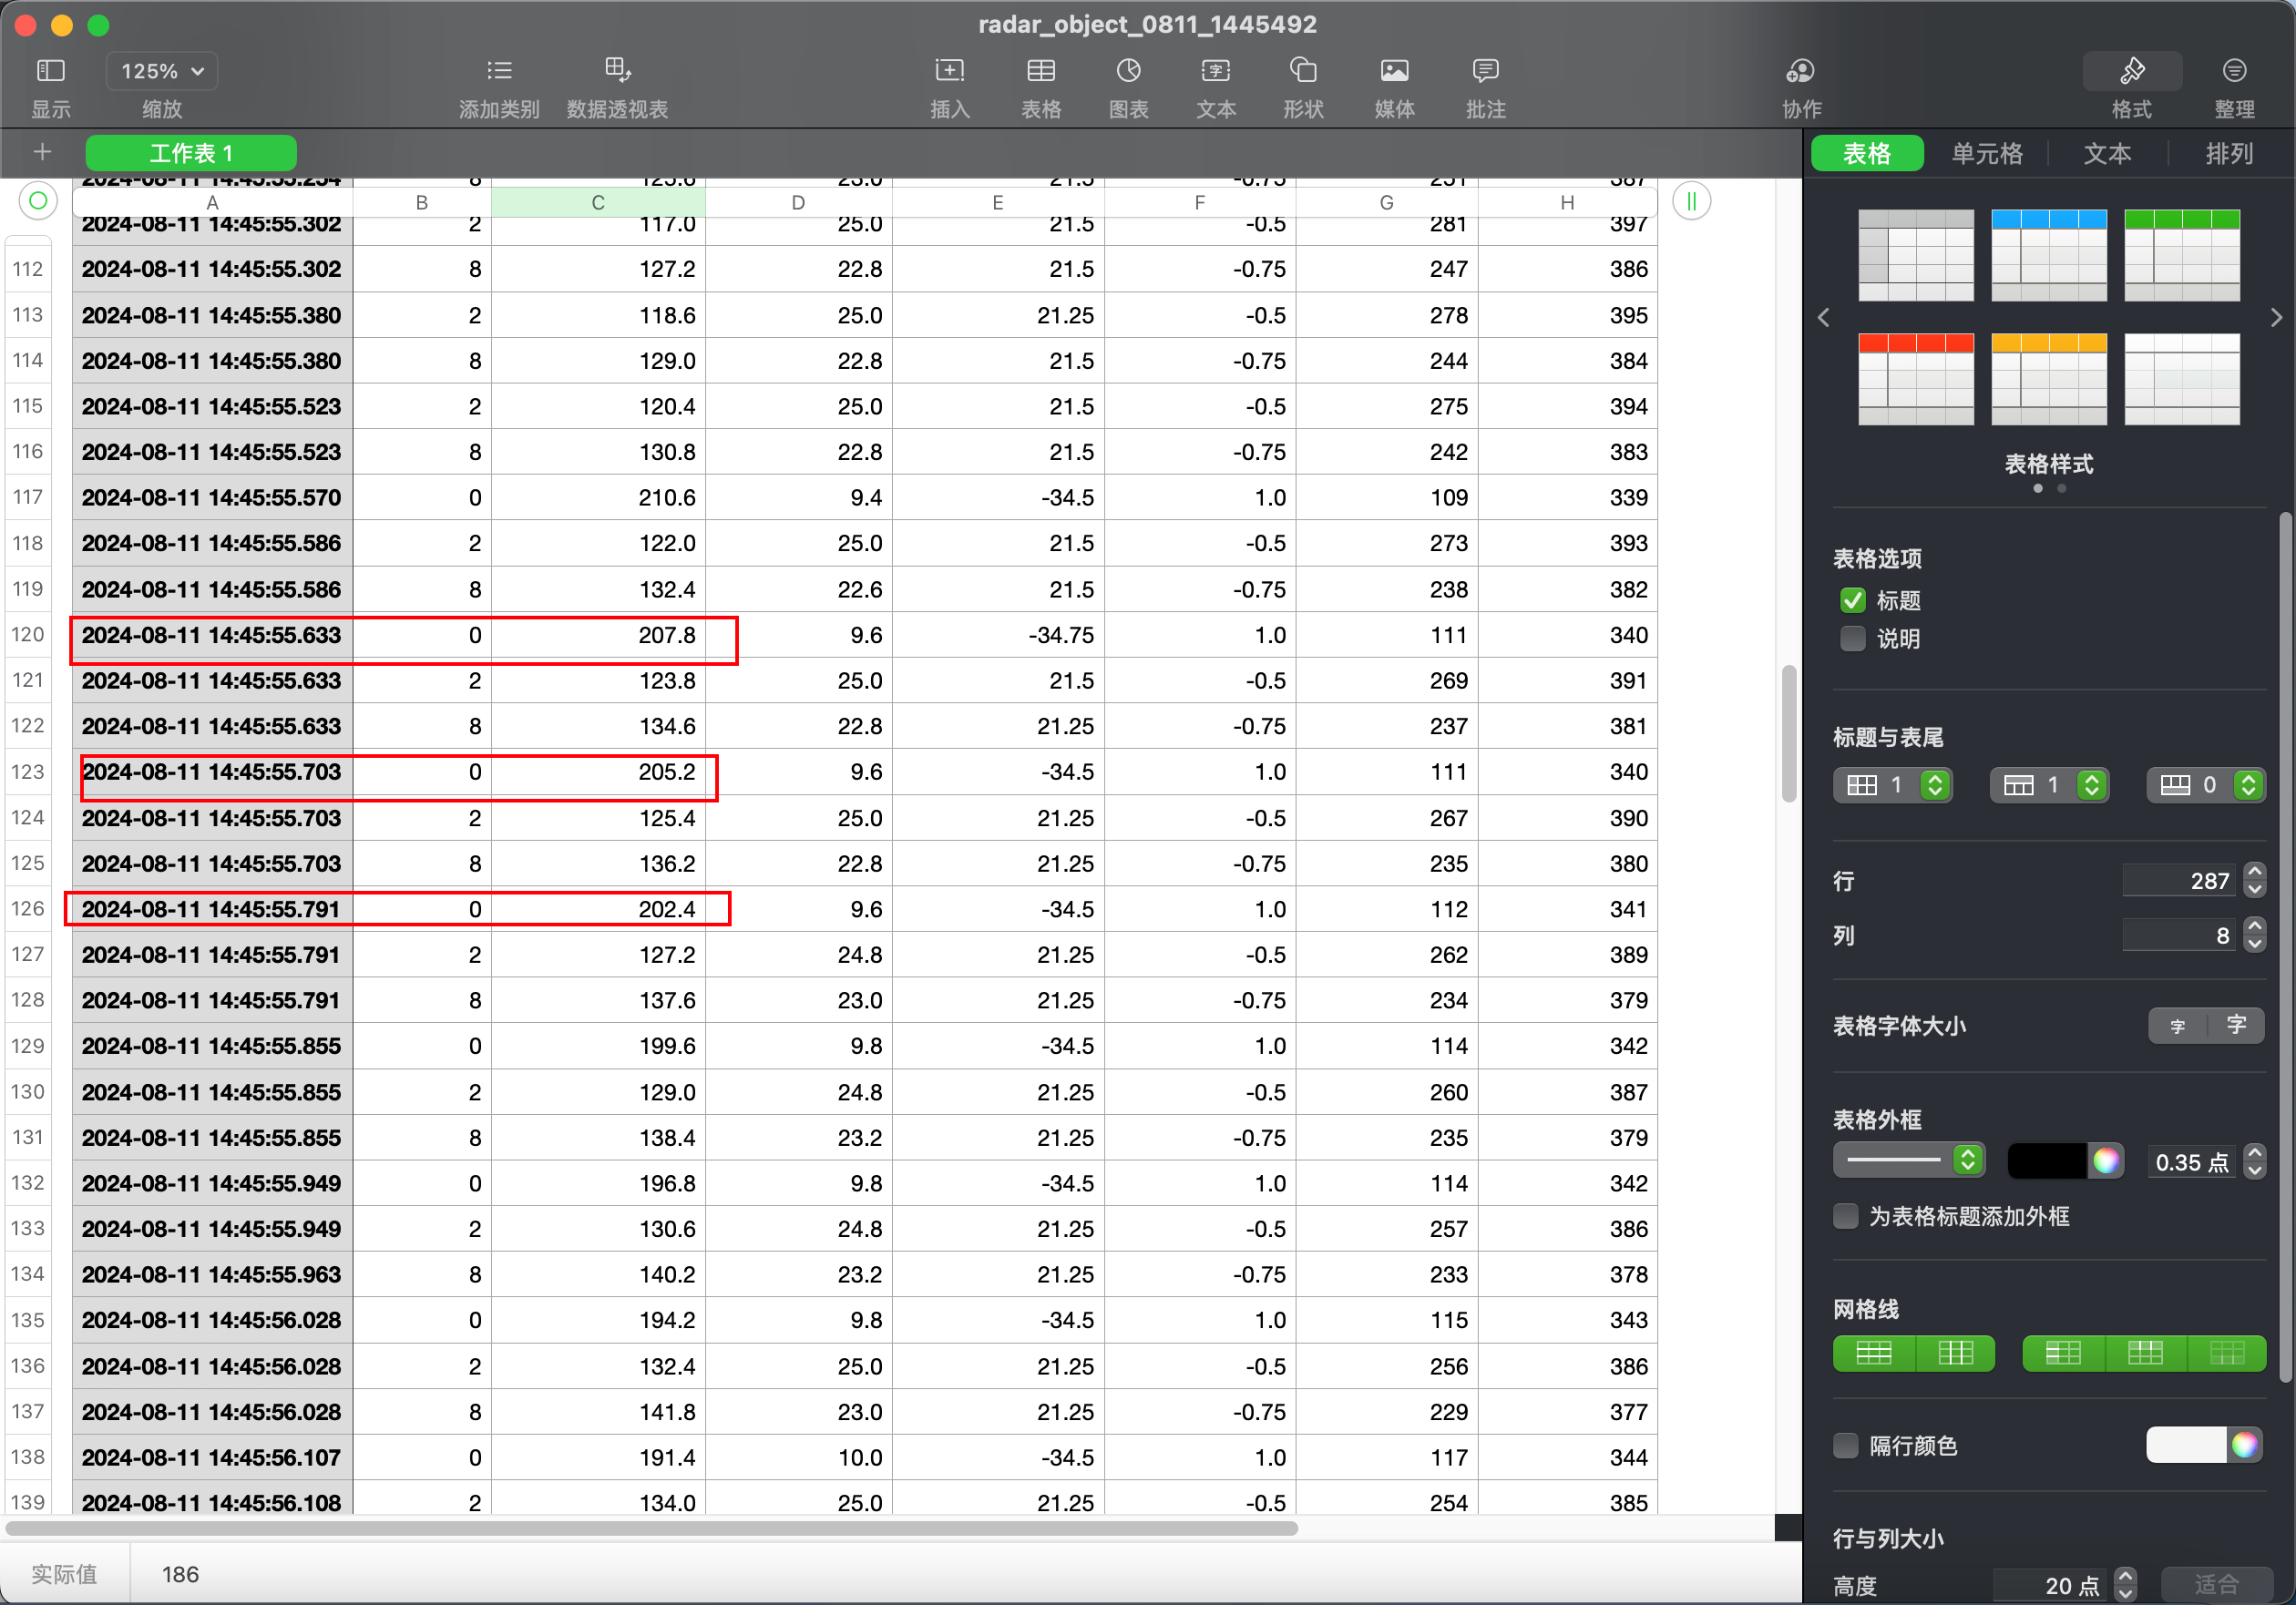 radar_object_0811_1445492
125%
显示 缩放 添加类别 数据透视表 插入 表格 图表 文本 形状 媒体 批注 协作 格式 整理
工作表 1
表格 单元格 文本 排列
A B C D E F G H
2024-08-11 14:45:55.302 2 117.0 25.0 21.5 -0.5 281 397
112 2024-08-11 14:45:55.302 8 127.2 22.8 21.5 -0.75 247 386
113 2024-08-11 14:45:55.380 2 118.6 25.0 21.25 -0.5 278 395
114 2024-08-11 14:45:55.380 8 129.0 22.8 21.5 -0.75 244 384
115 2024-08-11 14:45:55.523 2 120.4 25.0 21.5 -0.5 275 394
116 2024-08-11 14:45:55.523 8 130.8 22.8 21.5 -0.75 242 383
117 2024-08-11 14:45:55.570 0 210.6 9.4 -34.5 1.0 109 339
118 2024-08-11 14:45:55.586 2 122.0 25.0 21.5 -0.5 273 393
119 2024-08-11 14:45:55.586 8 132.4 22.6 21.5 -0.75 238 382
120 2024-08-11 14:45:55.633 0 207.8 9.6 -34.75 1.0 111 340
121 2024-08-11 14:45:55.633 2 123.8 25.0 21.5 -0.5 269 391
122 2024-08-11 14:45:55.633 8 134.6 22.8 21.25 -0.75 237 381
123 2024-08-11 14:45:55.703 0 205.2 9.6 -34.5 1.0 111 340
124 2024-08-11 14:45:55.703 2 125.4 25.0 21.25 -0.5 267 390
125 2024-08-11 14:45:55.703 8 136.2 22.8 21.25 -0.75 235 380
126 2024-08-11 14:45:55.791 0 202.4 9.6 -34.5 1.0 112 341
127 2024-08-11 14:45:55.791 2 127.2 24.8 21.25 -0.5 262 389
128 2024-08-11 14:45:55.791 8 137.6 23.0 21.25 -0.75 234 379
129 2024-08-11 14:45:55.855 0 199.6 9.8 -34.5 1.0 114 342
130 2024-08-11 14:45:55.855 2 129.0 24.8 21.25 -0.5 260 387
131 2024-08-11 14:45:55.855 8 138.4 23.2 21.25 -0.75 235 379
132 2024-08-11 14:45:55.949 0 196.8 9.8 -34.5 1.0 114 342
133 2024-08-11 14:45:55.949 2 130.6 24.8 21.25 -0.5 257 386
134 2024-08-11 14:45:55.963 8 140.2 23.2 21.25 -0.75 233 378
135 2024-08-11 14:45:56.028 0 194.2 9.8 -34.5 1.0 115 343
136 2024-08-11 14:45:56.028 2 132.4 25.0 21.25 -0.5 256 386
137 2024-08-11 14:45:56.028 8 141.8 23.0 21.25 -0.75 229 377
138 2024-08-11 14:45:56.107 0 191.4 10.0 -34.5 1.0 117 344
139 2024-08-11 14:45:56.108 2 134.0 25.0 21.25 -0.5 254 385
实际值 186
表格样式
表格选项
标题
说明
标题与表尾
1 1 0
行 287
列 8
表格字体大小 字 字
表格外框
0.35 点
为表格标题添加外框
网格线
隔行颜色
行与列大小
高度 20 点 适合